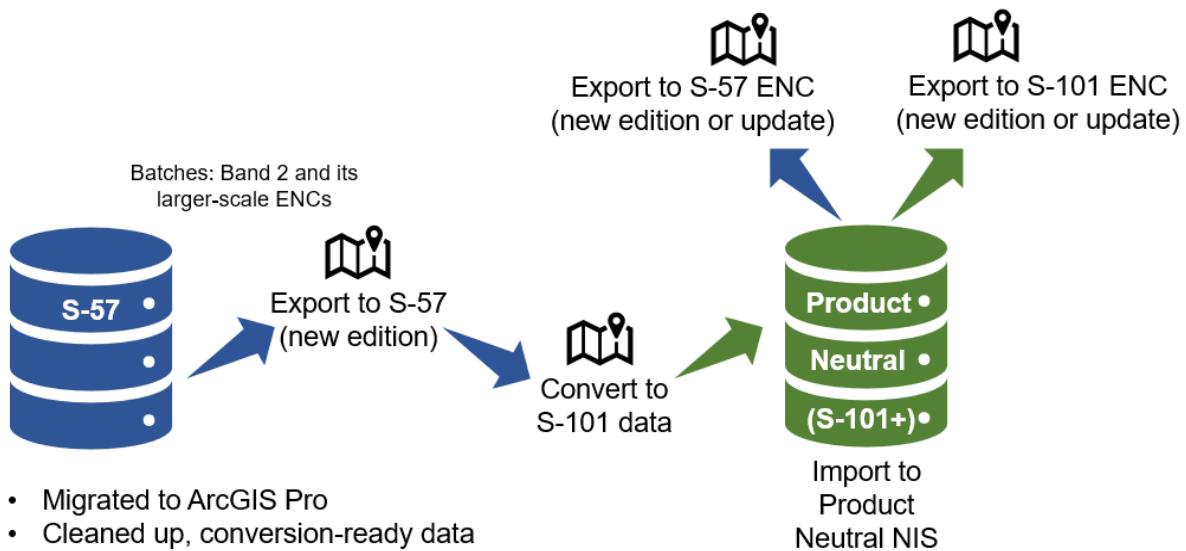 Export to S-57 ENC
(new edition or update)
Export to S-101 ENC
(new edition or update)
Batches: Band 2 and its
larger-scale ENCs
S-57
Export to S-57
(new edition)
Convert to
S-101 data
Product
Neutral
(S-101+)
Import to
Product
Neutral NIS
• Migrated to ArcGIS Pro
• Cleaned up, conversion-ready data